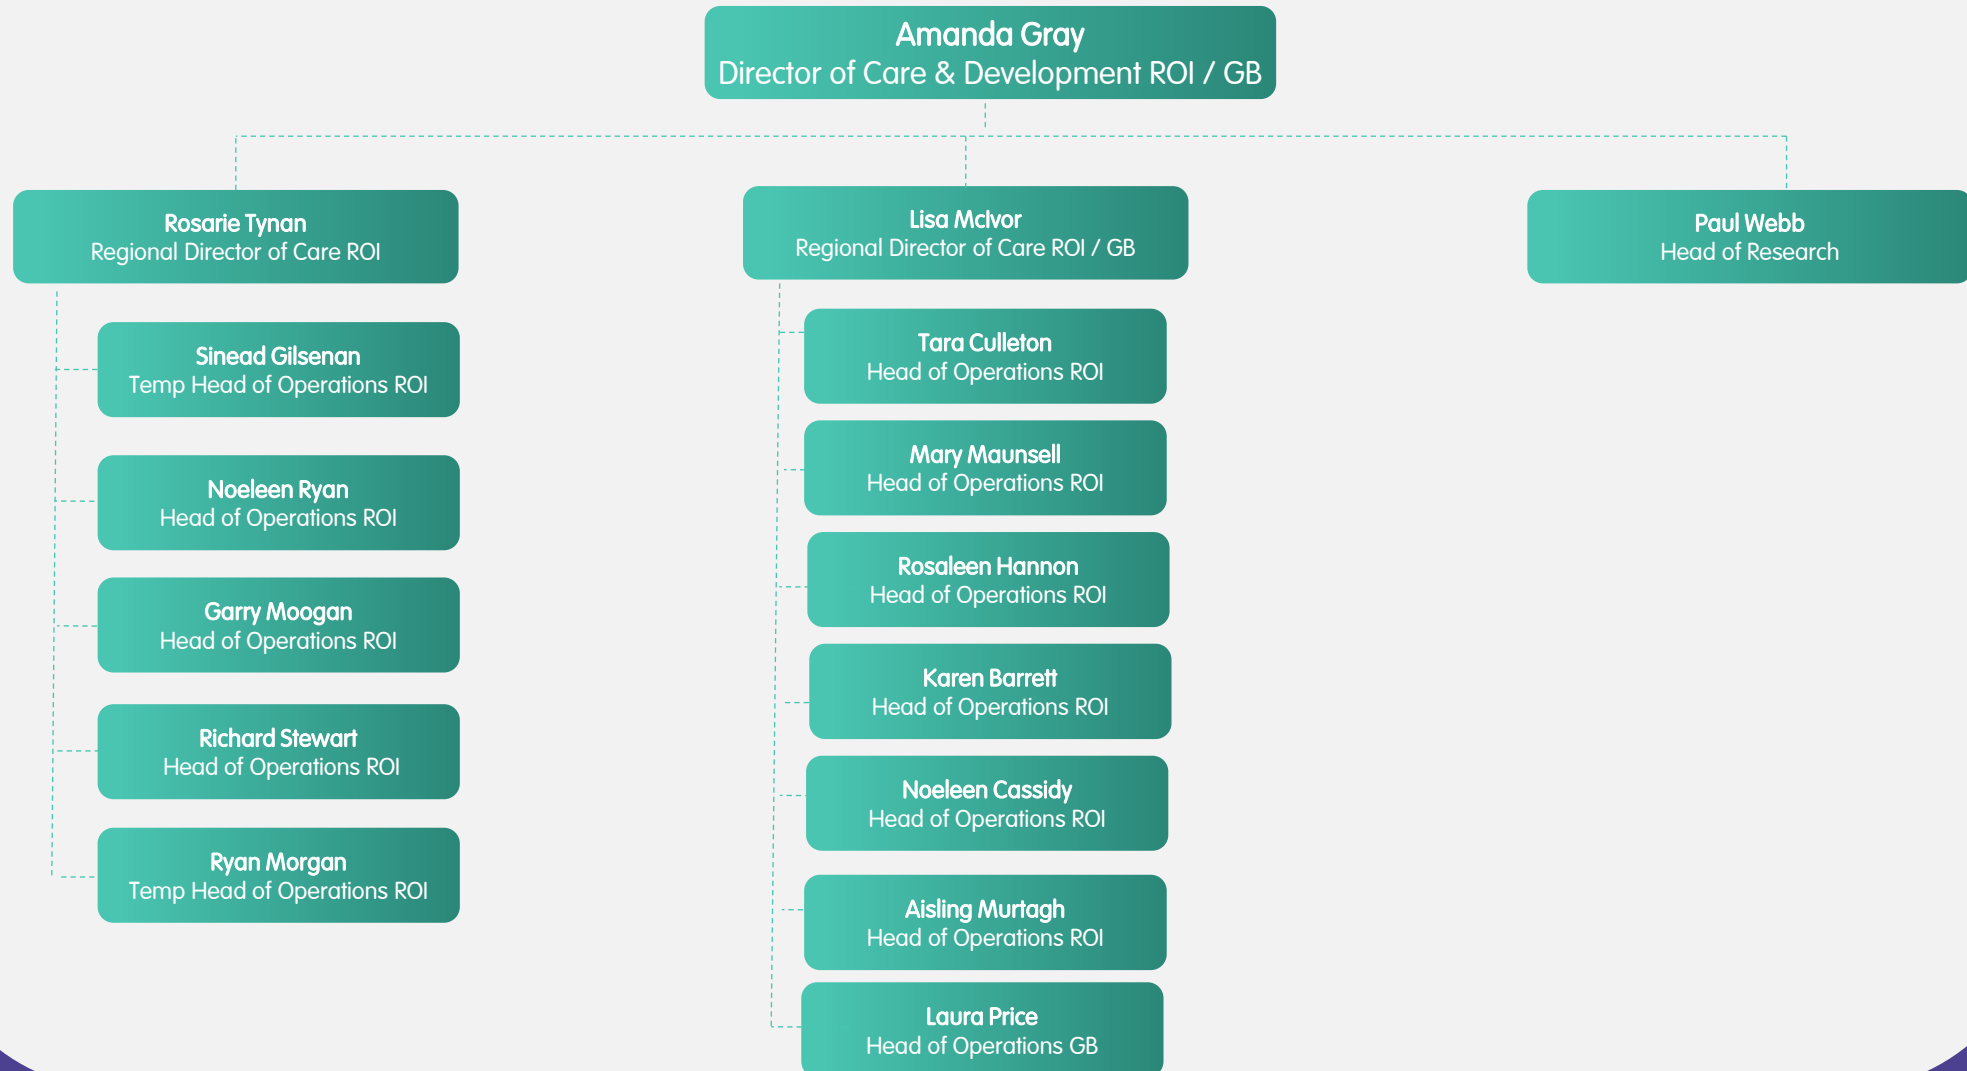 Amanda Gray
Director of Care & Development ROI / GB
Rosarie Tynan
Regional Director of Care ROI
Sinead Gilsenan
Temp Head of Operations ROI
Noeleen Ryan
Head of Operations ROI
Garry Moogan
Head of Operations ROI
Richard Stewart
Head of Operations ROI
Ryan Morgan
Temp Head of Operations ROI
Lisa McIvor
Regional Director of Care ROI / GB
Tara Culleton
Head of Operations ROI
Mary Maunsell
Head of Operations ROI
Rosaleen Hannon
Head of Operations ROI
Karen Barrett
Head of Operations ROI
Noeleen Cassidy
Head of Operations ROI
Aisling Murtagh
Head of Operations ROI
Laura Price
Head of Operations GB
Paul Webb
Head of Research